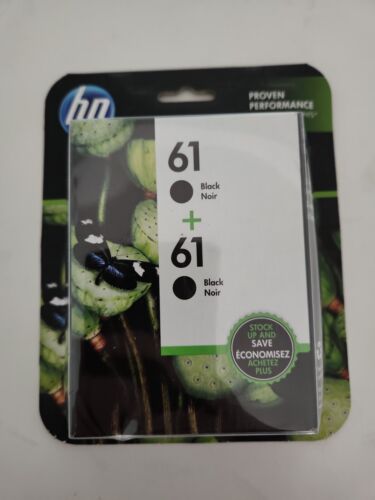 hp
PROVEN
PERFORMANCE
61
Black
Noir
+
61
Black
Noir
STOCK
UP AND
SAVE
ÉCONOMISEZ
ACHETEZ
PLUS